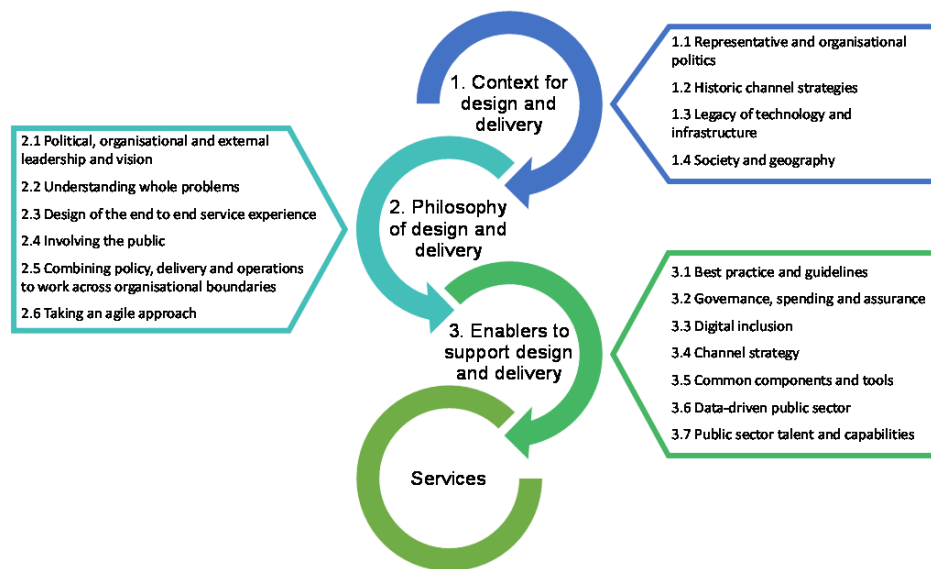 1. Context for
design and
delivery
1.1 Representative and organisational
politics
1.2 Historic channel strategies
1.3 Legacy of technology and
infrastructure
1.4 Society and geography
2. Philosophy
of design and
delivery
2.1 Political, organisational and external
leadership and vision
2.2 Understanding whole problems
2.3 Design of the end to end service experience
2.4 Involving the public
2.5 Combining policy, delivery and operations
to work across organisational boundaries
2.6 Taking an agile approach
3. Enablers to
support design
and delivery
3.1 Best practice and guidelines
3.2 Governance, spending and assurance
3.3 Digital inclusion
3.4 Channel strategy
3.5 Common components and tools
3.6 Data-driven public sector
3.7 Public sector talent and capabilities
Services